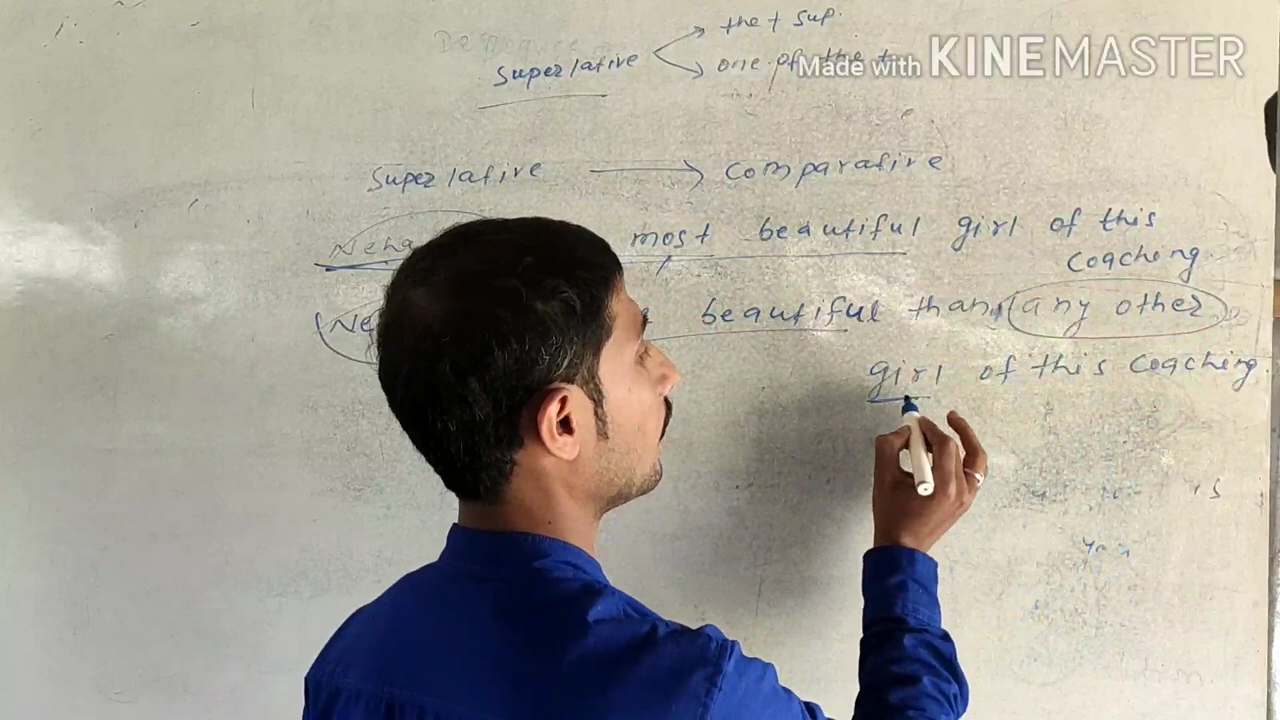 the + sup.
Superlative
one of the +
Made with KINEMASTER
Superlative → Comparative
Neha most beautiful girl of this
coaching.
beautiful than any other
girl of this coaching.
is